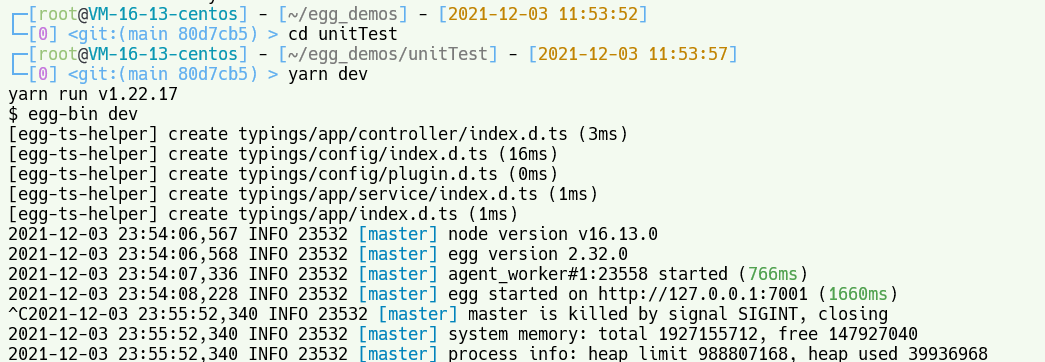 ┌─[root@VM-16-13-centos] - [~/egg_demos] - [2021-12-03 11:53:52]
└─[0] <git:(main 80d7cb5) > cd unitTest
┌─[root@VM-16-13-centos] - [~/egg_demos/unitTest] - [2021-12-03 11:53:57]
└─[0] <git:(main 80d7cb5) > yarn dev
yarn run v1.22.17
$ egg-bin dev
[egg-ts-helper] create typings/app/controller/index.d.ts (3ms)
[egg-ts-helper] create typings/config/index.d.ts (16ms)
[egg-ts-helper] create typings/config/plugin.d.ts (0ms)
[egg-ts-helper] create typings/app/service/index.d.ts (1ms)
[egg-ts-helper] create typings/app/index.d.ts (1ms)
2021-12-03 23:54:06,567 INFO 23532 [master] node version v16.13.0
2021-12-03 23:54:06,568 INFO 23532 [master] egg version 2.32.0
2021-12-03 23:54:07,336 INFO 23532 [master] agent_worker#1:23558 started (766ms)
2021-12-03 23:54:08,228 INFO 23532 [master] egg started on http://127.0.0.1:7001 (1660ms)
^C2021-12-03 23:55:52,340 INFO 23532 [master] master is killed by signal SIGINT, closing
2021-12-03 23:55:52,340 INFO 23532 [master] system memory: total 1927155712, free 147927040
2021-12-03 23:55:52,340 INFO 23532 [master] process info: heap_limit 988807168, heap_used 39936968